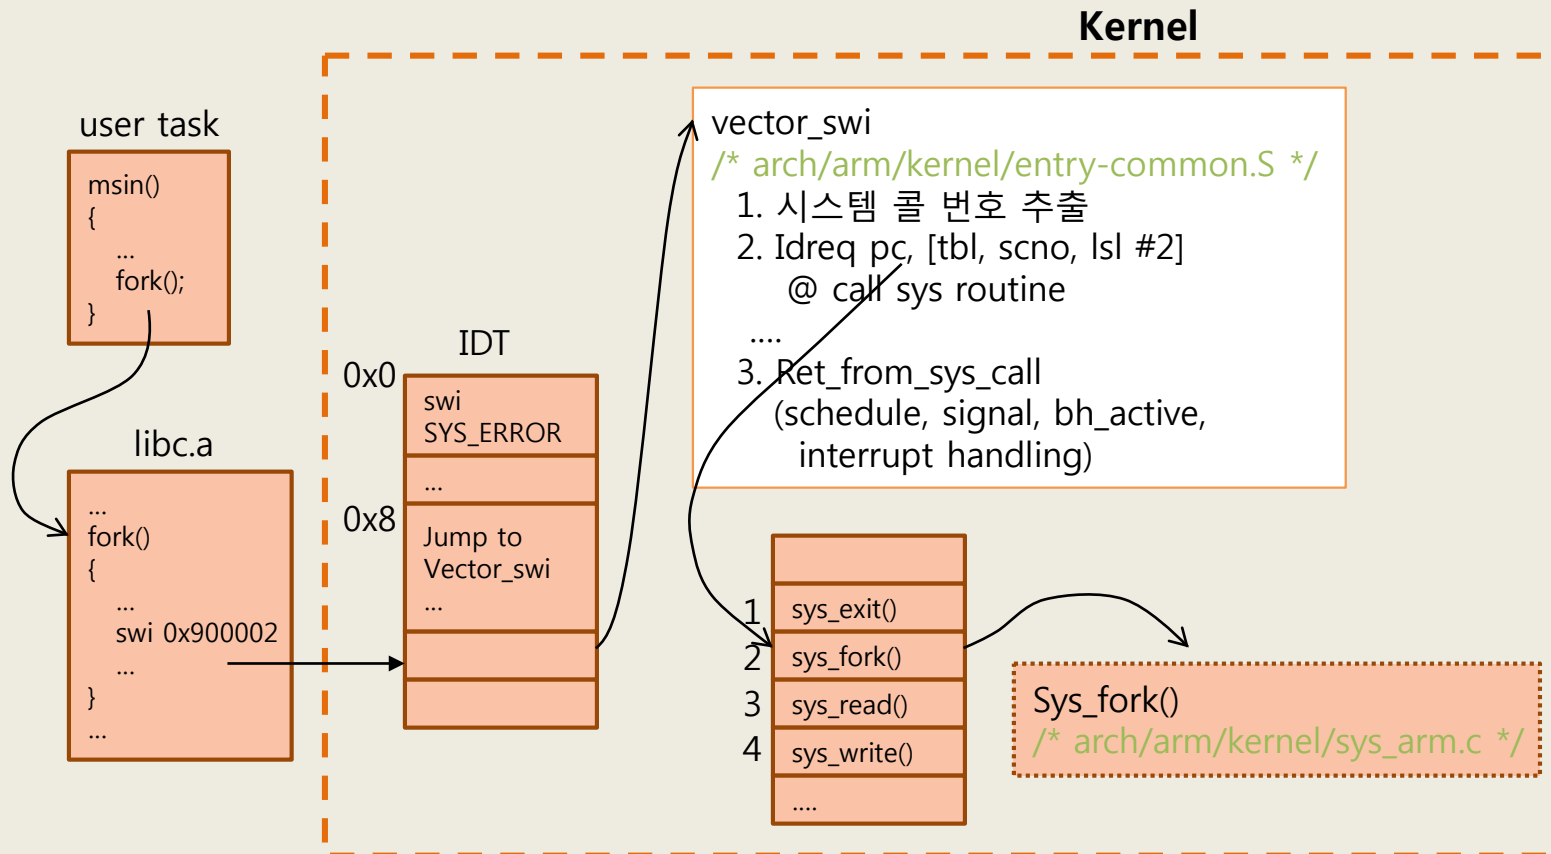 Kernel
user task
msin()
{
...
fork();
}
libc.a
...
fork()
{
...
swi 0x900002
...
}
...
IDT
0x0
swi
SYS_ERROR
...
0x8
Jump to
Vector_swi
...
vector_swi
/* arch/arm/kernel/entry-common.S */
1. 시스템 콜 번호 추출
2. ldreq pc, [tbl, scno, lsl #2]
@ call sys routine
....
3. Ret_from_sys_call
(schedule, signal, bh_active,
interrupt handling)
1 sys_exit()
2 sys_fork()
3 sys_read()
4 sys_write()
....
Sys_fork()
/* arch/arm/kernel/sys_arm.c */